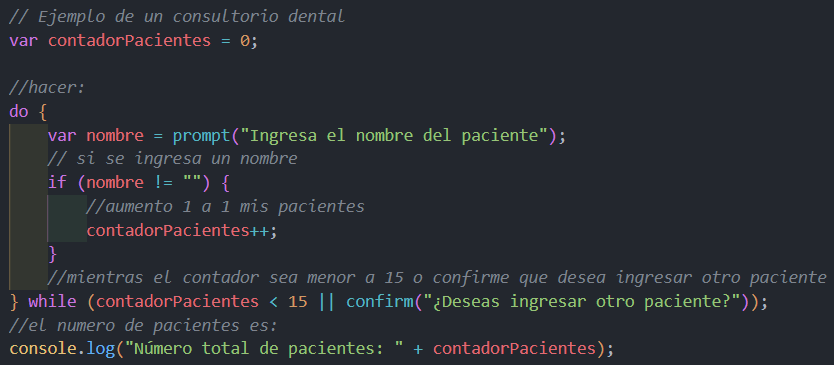 // Ejemplo de un consultorio dental
var contadorPacientes = 0;

//hacer:
do {
    var nombre = prompt("Ingresa el nombre del paciente");
    // si se ingresa un nombre
    if (nombre != "") {
        //aumento 1 a 1 mis pacientes
        contadorPacientes++;
    }
    //mientras el contador sea menor a 15 o confirme que desea ingresar otro paciente
} while (contadorPacientes < 15 || confirm("¿Deseas ingresar otro paciente?"));
//el numero de pacientes es:
console.log("Número total de pacientes: " + contadorPacientes);